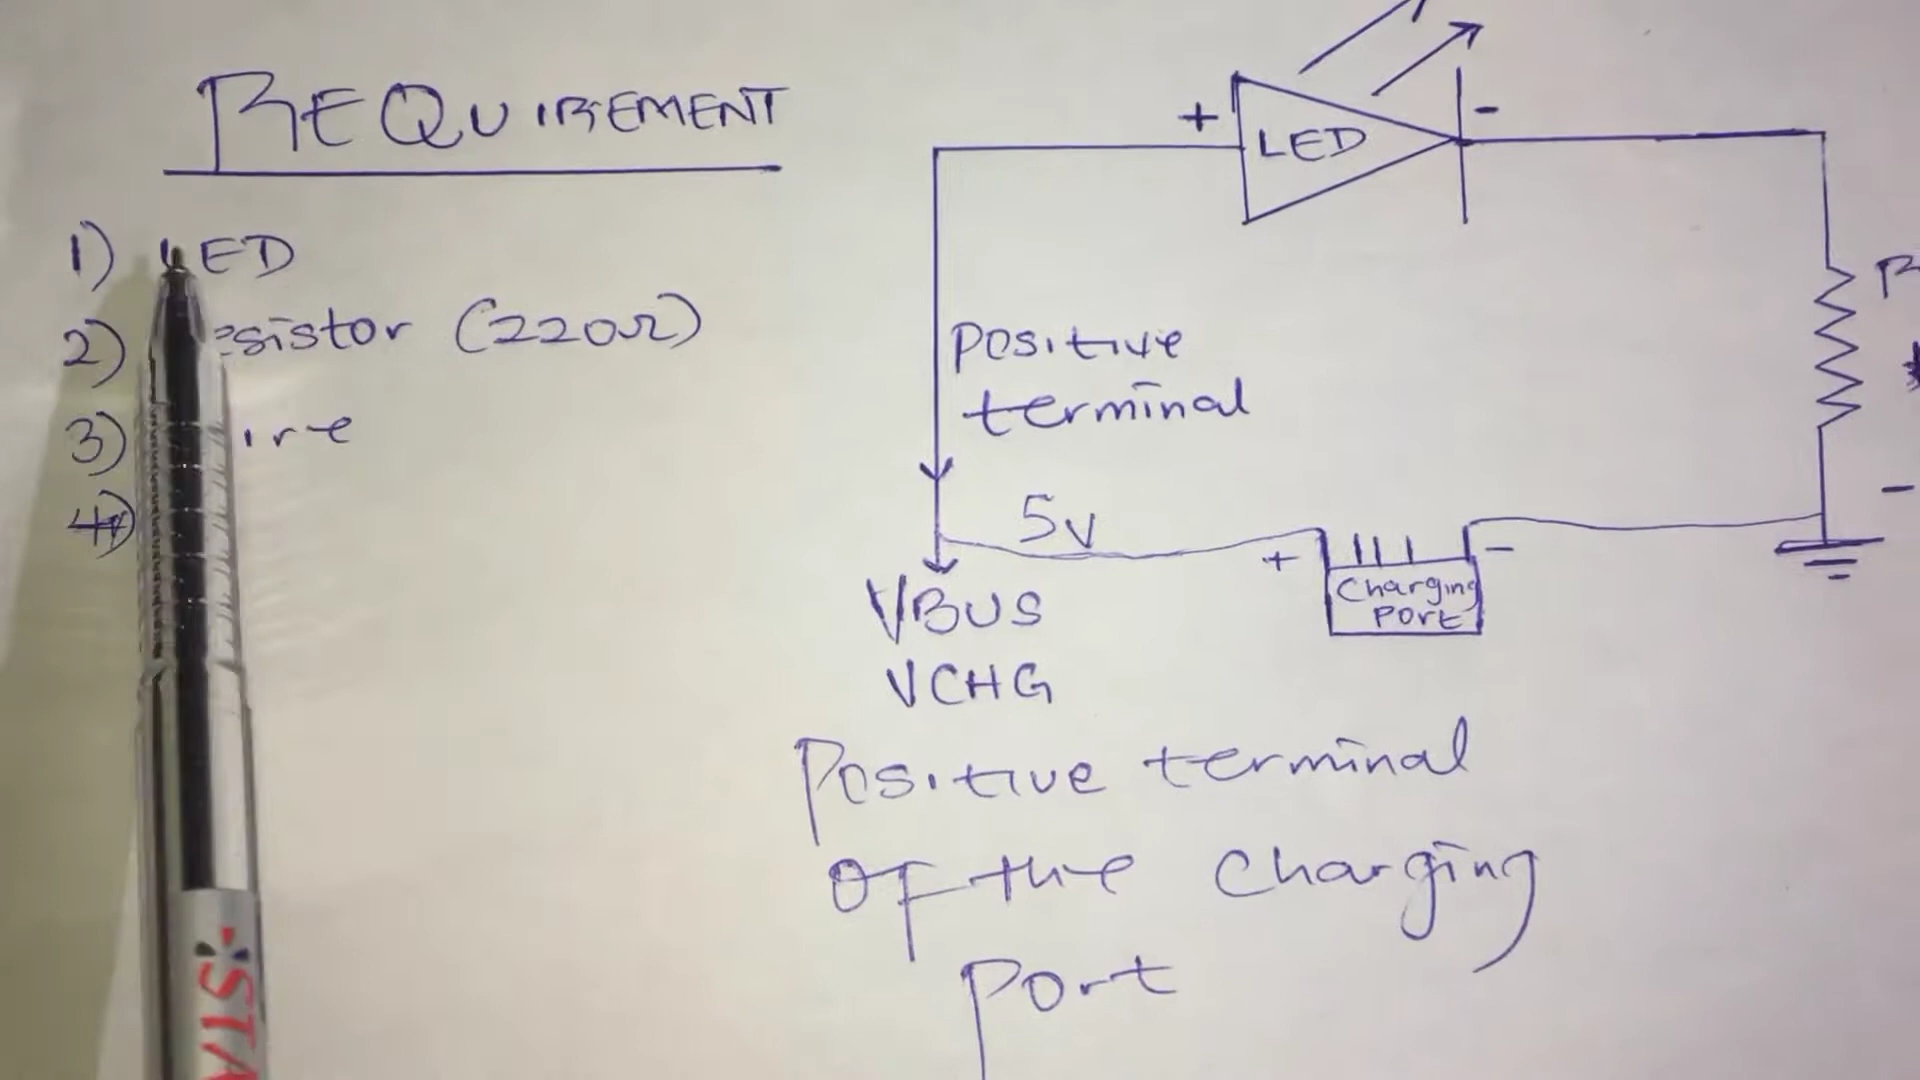 REQUIREMENT
1) LED
2) esistor (220Ω)
3) ire
4)
+ LED -
R
Positive
terminal
-
5V
+ -
Charging
Port
VBUS
VCHG
Positive terminal
Of the Charging
Port
STA